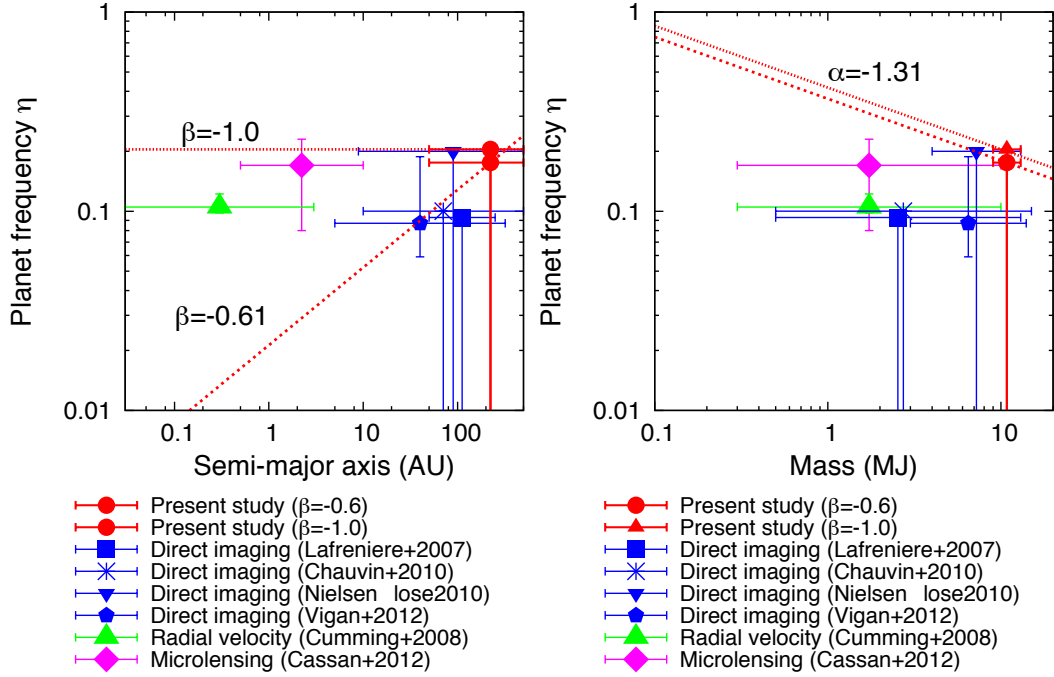 1
0.1
0.01
Planet frequency η
β=-1.0
β=-0.61
0.1
1
10
100
Semi-major axis (AU)
Present study (β=-0.6)
Present study (β=-1.0)
Direct imaging (Lafreniere+2007)
Direct imaging (Chauvin+2010)
Direct imaging (Nielsen lose2010)
Direct imaging (Vigan+2012)
Radial velocity (Cumming+2008)
Microlensing (Cassan+2012)
1
0.1
0.01
Planet frequency η
α=-1.31
0.1
1
10
Mass (MJ)
Present study (β=-0.6)
Present study (β=-1.0)
Direct imaging (Lafreniere+2007)
Direct imaging (Chauvin+2010)
Direct imaging (Nielsen lose2010)
Direct imaging (Vigan+2012)
Radial velocity (Cumming+2008)
Microlensing (Cassan+2012)